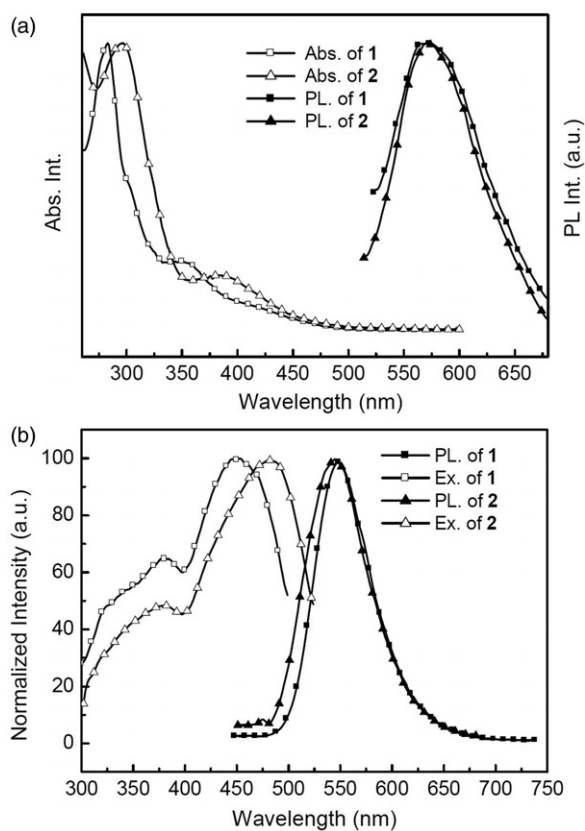 (a)
Abs. of 1
Abs. of 2
PL. of 1
PL. of 2
Abs. Int.
PL Int. (a.u.)
300 350 400 450 500 550 600 650
Wavelength (nm)
(b)
100
80
60
40
20
10
0
PL. of 1
Ex. of 1
PL. of 2
Ex. of 2
Normalized Intensity (a.u.)
300 350 400 450 500 550 600 650 700 750
Wavelength (nm)